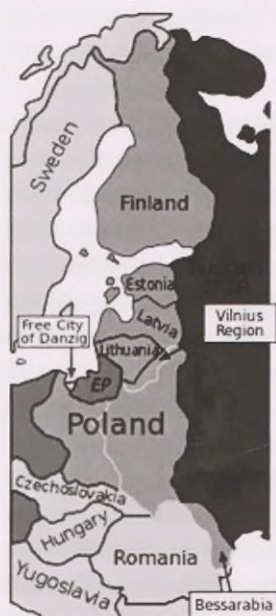 Sweden
Finland
Estonia
Latvia
Vilnius
Region
Free City
of Danzig
Lithuania
EP
Poland
Czechoslovakia
Hungary
Romania
Yugoslavia
Bessarabia